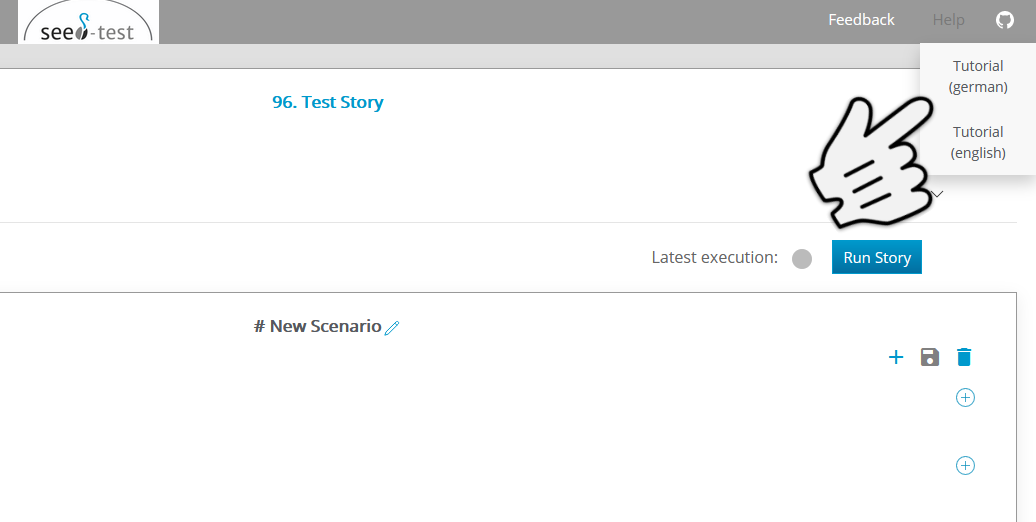 seed-test
Feedback
Help
Tutorial
(german)
Tutorial
(english)
96. Test Story
Latest execution:
Run Story
# New Scenario